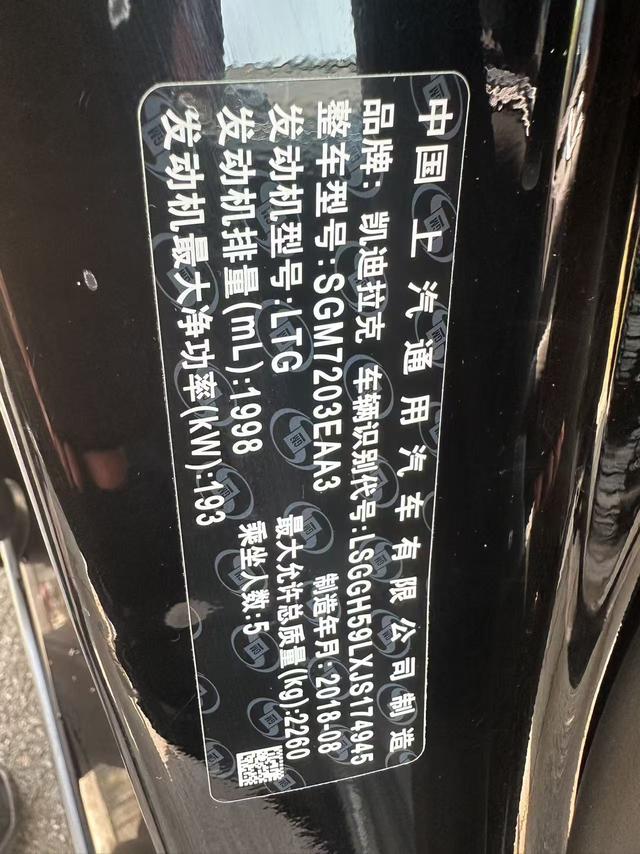 中国 上汽通用汽车有限公司 制造
品牌：凯迪拉克 车辆识别代号:LSGGH59LXJS174945
整车型号:SGM7203EAA3 制造年月:2018-08
发动机型号:LTG 最大允许总质量(kg):2260
发动机排量(mL):1998 乘坐人数:5
发动机最大净功率(kW):193